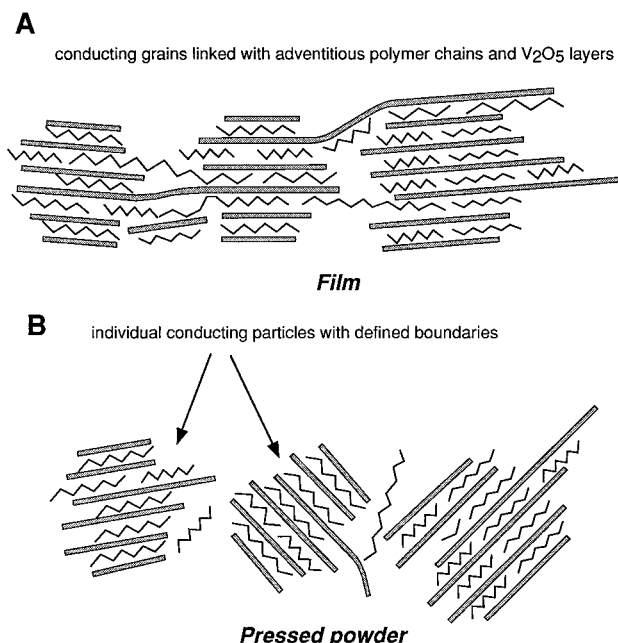 A
conducting grains linked with adventitious polymer chains and V2O5 layers
Film
B
individual conducting particles with defined boundaries
Pressed powder